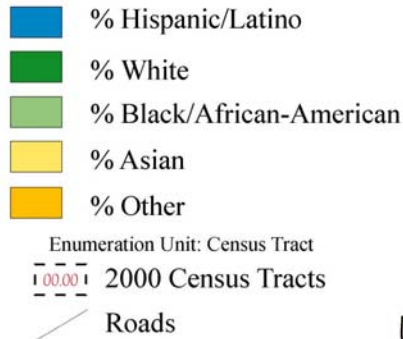 % Hispanic/Latino
% White
% Black/African-American
% Asian
% Other
Enumeration Unit: Census Tract
00.00 2000 Census Tracts
Roads